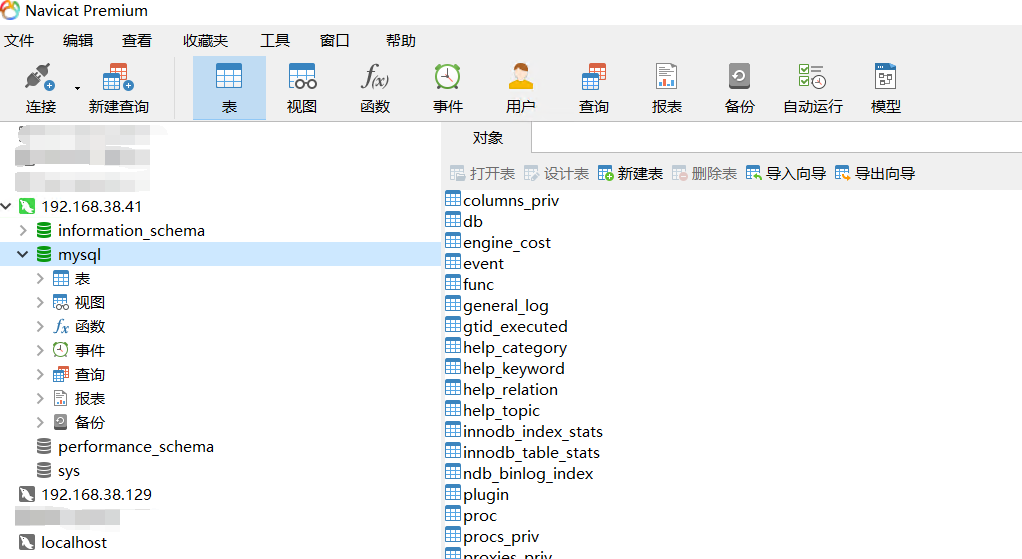 Navicat Premium
文件 编辑 查看 收藏夹 工具 窗口 帮助
连接 新建查询 表 视图 函数 事件 用户 查询 报表 备份 自动运行 模型
对象
打开表 设计表 新建表 删除表 导入向导 导出向导
192.168.38.41
information_schema
mysql
表
视图
函数
事件
查询
报表
备份
performance_schema
sys
192.168.38.129
localhost
columns_priv
db
engine_cost
event
func
general_log
gtid_executed
help_category
help_keyword
help_relation
help_topic
innodb_index_stats
innodb_table_stats
ndb_binlog_index
plugin
proc
procs_priv
proxies_priv